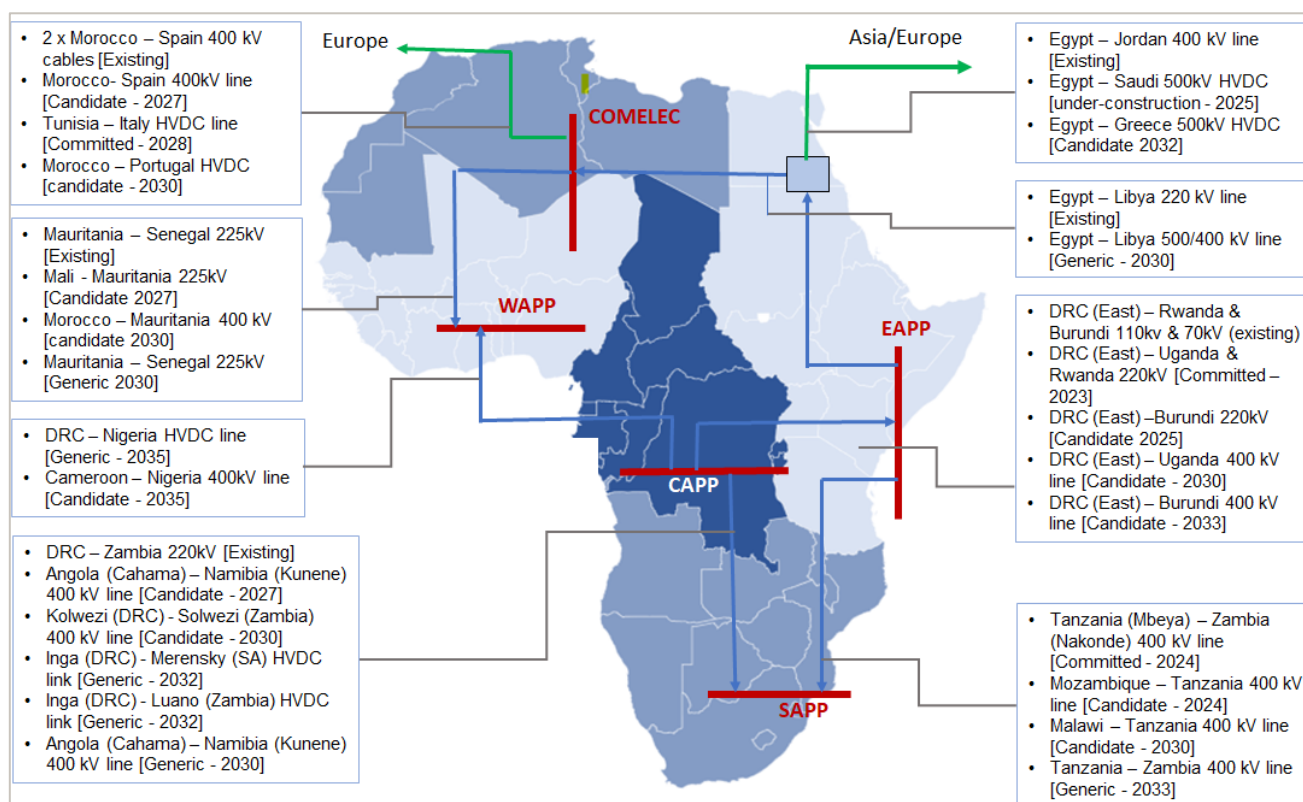 • 2 x Morocco – Spain 400 kV
cables [Existing]
• Morocco- Spain 400kV line
[Candidate - 2027]
• Tunisia – Italy HVDC line
[Committed - 2028]
• Morocco – Portugal HVDC
[candidate - 2030]
• Mauritania – Senegal 225kV
[Existing]
• Mali - Mauritania 225kV
[Candidate 2027]
• Morocco – Mauritania 400 kV
[candidate 2030]
• Mauritania – Senegal 225kV
[Generic 2030]
• DRC – Nigeria HVDC line
[Generic - 2035]
• Cameroon – Nigeria 400kV line
[Candidate - 2035]
• DRC – Zambia 220kV [Existing]
• Angola (Cahama) – Namibia (Kunene)
400 kV line [Candidate - 2027]
• Kolwezi (DRC) - Solwezi (Zambia)
400 kV line [Candidate - 2030]
• Inga (DRC) - Merensky (SA) HVDC
link [Generic - 2032]
• Inga (DRC) - Luano (Zambia) HVDC
link [Generic - 2032]
• Angola (Cahama) – Namibia (Kunene)
400 kV line [Generic - 2030]
Europe
Asia/Europe
COMELEC
WAPP
EAPP
CAPP
SAPP
• Egypt – Jordan 400 kV line
[Existing]
• Egypt – Saudi 500kV HVDC
[under-construction - 2025]
• Egypt – Greece 500kV HVDC
[Candidate 2032]
• Egypt – Libya 220 kV line
[Existing]
• Egypt – Libya 500/400 kV line
[Generic - 2030]
• DRC (East) – Rwanda &
Burundi 110kv & 70kV (existing)
• DRC (East) – Uganda &
Rwanda 220kV [Committed –
2023]
• DRC (East) –Burundi 220kV
[Candidate 2025]
• DRC (East) – Uganda 400 kV
line [Candidate - 2030]
• DRC (East) – Burundi 400 kV
line [Candidate - 2033]
• Tanzania (Mbeya) – Zambia
(Nakonde) 400 kV line
[Committed - 2024]
• Mozambique – Tanzania 400 kV
line [Candidate - 2024]
• Malawi – Tanzania 400 kV line
[Candidate - 2030]
• Tanzania – Zambia 400 kV line
[Generic - 2033]